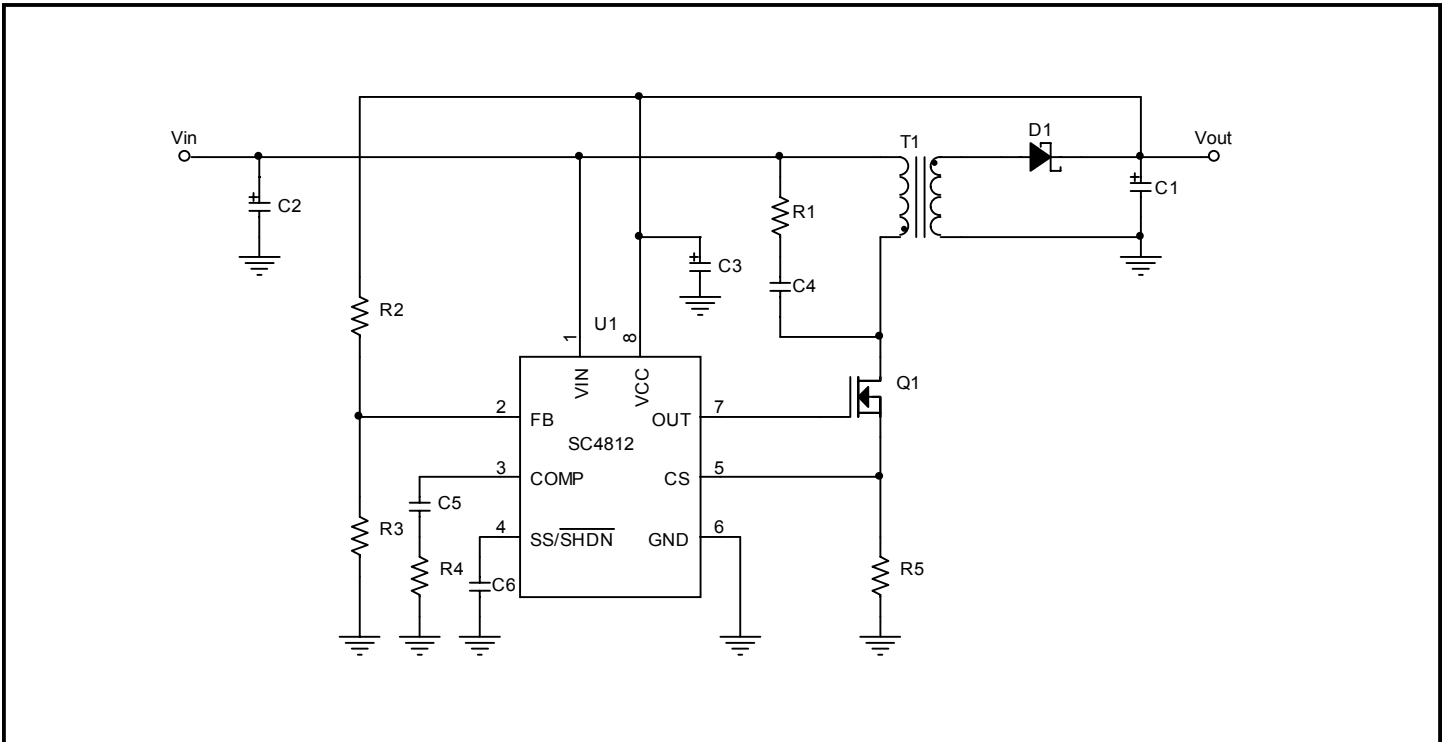 Vin
T1
D1
Vout
C1
C2
R1
C3
C4
R2
U1
1
8
VIN
VCC
Q1
2
FB
OUT
7
SC4812
3
COMP
CS
5
C5
R3
4
SS/SHDN
GND
6
R4
C6
R5
+
+
+